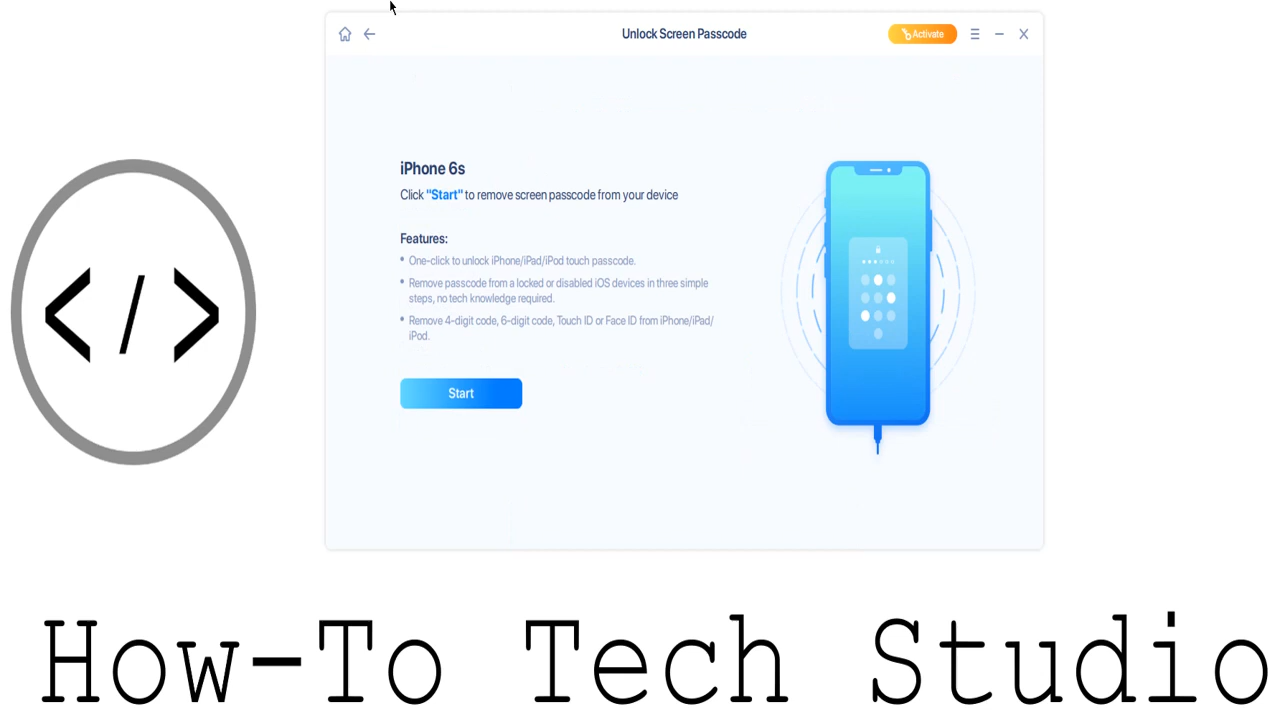 Unlock Screen Passcode
Activate
iPhone 6s
Click "Start" to remove screen passcode from your device
Features:
• One-click to unlock iPhone/iPad/iPod touch passcode.
• Remove passcode from a locked or disabled iOS devices in three simple
steps, no tech knowledge required.
• Remove 4-digit code, 6-digit code, Touch ID or Face ID from iPhone/iPad/
iPod.
Start
</>
How-To Tech Studio